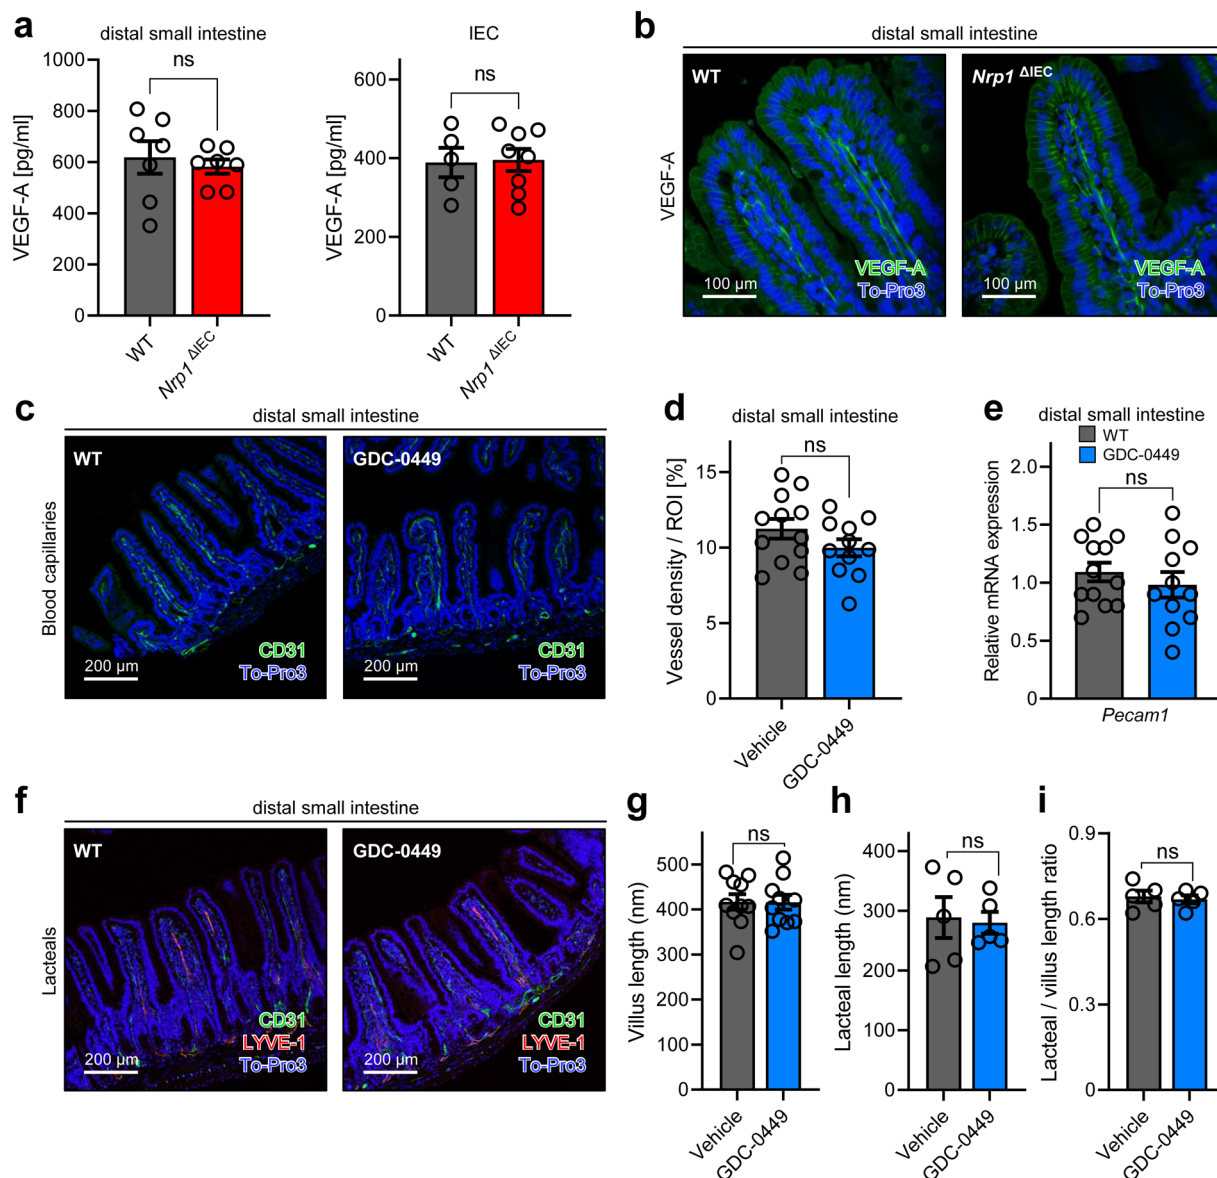 a
distal small intestine
VEGF-A [pg/ml]
1000
800
600
400
200
0
ns
WT
Nrp1 ΔIEC
IEC
VEGF-A [pg/ml]
600
400
200
0
ns
WT
Nrp1 ΔIEC
b
distal small intestine
VEGF-A
WT
VEGF-A
To-Pro3
100 µm
Nrp1 ΔIEC
VEGF-A
To-Pro3
100 µm
c
distal small intestine
Blood capillaries
WT
CD31
To-Pro3
200 µm
GDC-0449
CD31
To-Pro3
200 µm
d
distal small intestine
Vessel density / ROI [%]
15
10
5
0
ns
Vehicle
GDC-0449
e
distal small intestine
WT
GDC-0449
Relative mRNA expression
2.0
1.5
1.0
0.5
0
ns
Pecam1
f
distal small intestine
Lacteals
WT
CD31
LYVE-1
To-Pro3
200 µm
GDC-0449
CD31
LYVE-1
To-Pro3
200 µm
g
Villus length (nm)
500
400
300
200
100
0
ns
Vehicle
GDC-0449
h
Lacteal length (nm)
400
300
200
100
0
ns
Vehicle
GDC-0449
i
Lacteal / villus length ratio
0.9
0.6
0.3
0
ns
Vehicle
GDC-0449